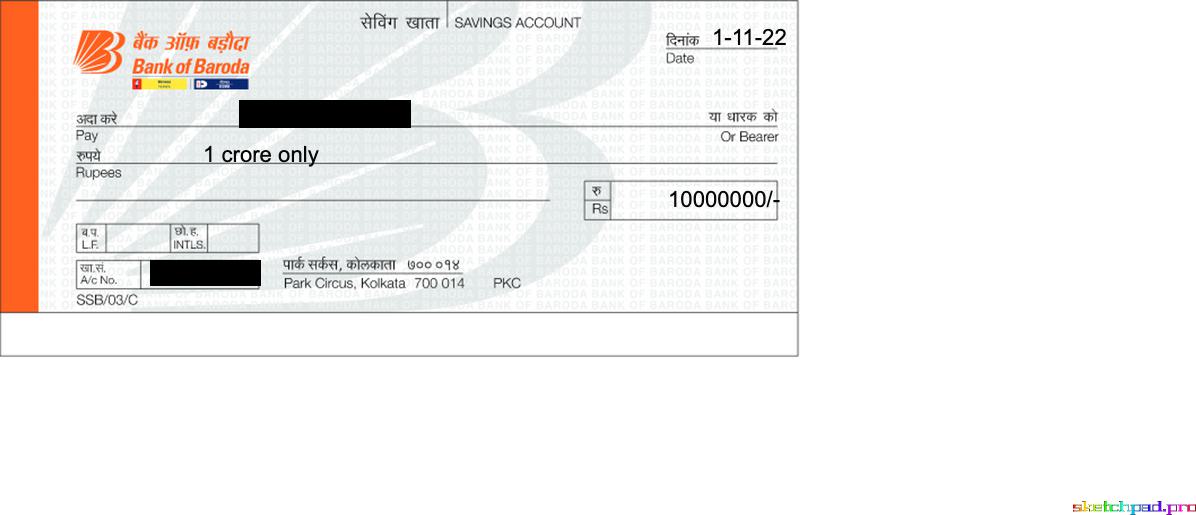 सेविंग खाता | SAVINGS ACCOUNT
बैंक ऑफ़ बड़ौदा
Bank of Baroda
दिनांक 1-11-22
Date
अदा करे या धारक को
Pay Or Bearer
रुपये 1 crore only
Rupees
रु 10000000/-
Rs
ब.प. छो.ह.
L.F. INTLS.
खा.सं. पार्क सर्कस, कोलकाता ७०० ०१४
A/c No. Park Circus, Kolkata 700 014 PKC
SSB/03/C
sketchpad.pro